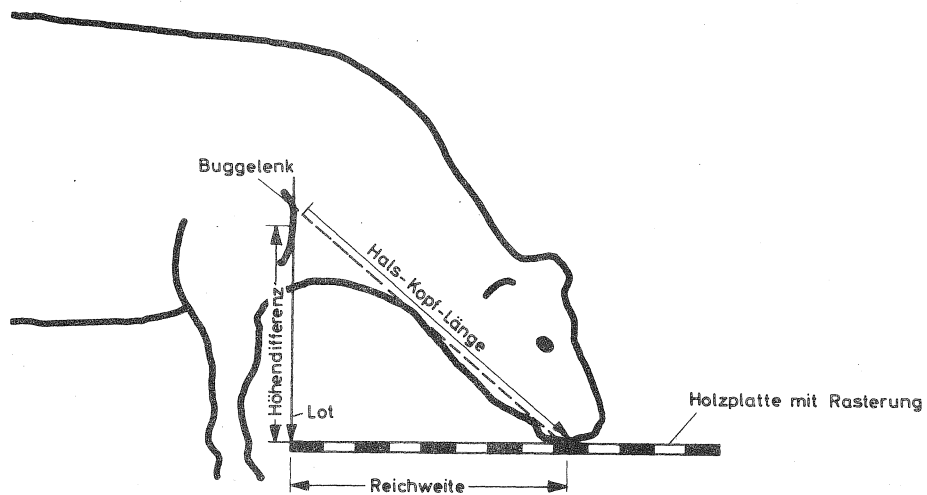 Buggelenk
Hals-Kopf-Länge
Höhendifferenz
Lot
Holzplatte mit Rasterung
Reichweite